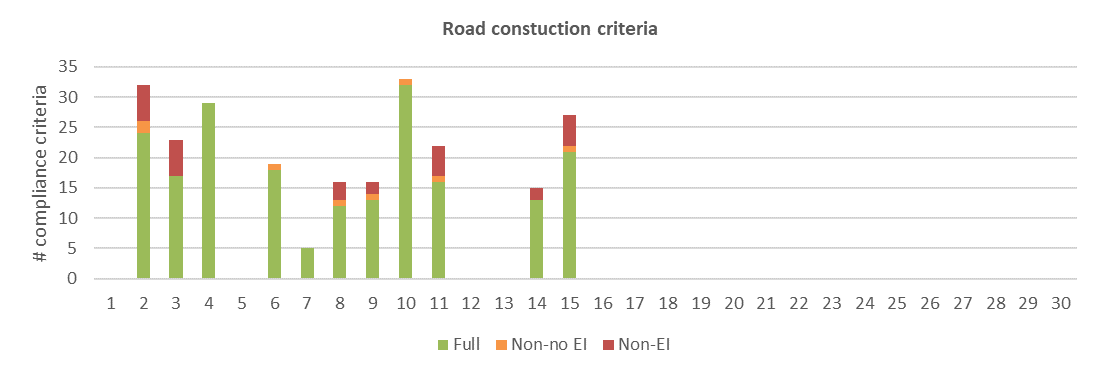 Road constuction criteria
# compliance criteria
35
30
25
20
15
10
5
0
1 2 3 4 5 6 7 8 9 10 11 12 13 14 15 16 17 18 19 20 21 22 23 24 25 26 27 28 29 30
Full Non-no EI Non-EI